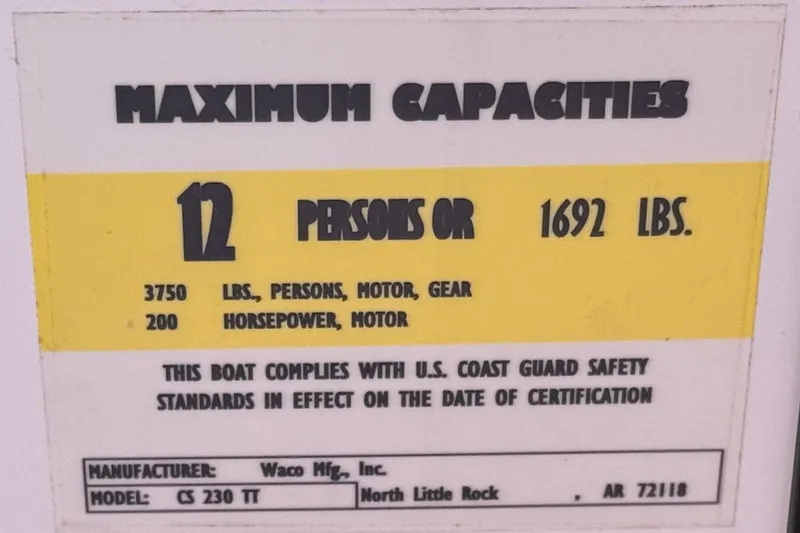 MAXIMUM CAPACITIES
12 PERSONS OR 1692 LBS.
3750 LBS., PERSONS, MOTOR, GEAR
200 HORSEPOWER, MOTOR
THIS BOAT COMPLIES WITH U.S. COAST GUARD SAFETY
STANDARDS IN EFFECT ON THE DATE OF CERTIFICATION
MANUFACTURER: Waco Mfg., Inc.
MODEL: CS 230 TT North Little Rock , AR 72118